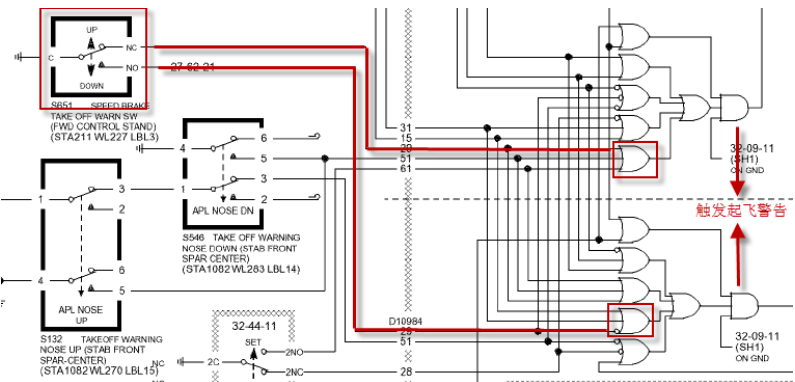 UP
NC
C
NO
27-62-21
DOWN
S651 SPEED BRAKE
TAKE OFF WARN SW
(FWD CONTROL STAND)
(STA211 WL227 LBL3)
4
6
5
3
1
2
APL NOSE DN
S546 TAKE OFF WARNING
NOSE DOWN (STAB FRONT
SPAR CENTER)
(STA1082 WL283 LBL14)
1
3
2
4
6
5
APL NOSE
UP
S132 TAKEOFF WARNING
NOSE UP (STAB FRONT
SPAR-CENTER)
(STA1082 WL270 LBL15)
32-44-11
SET
NC
2C
2NO
2NC
NC
31
15
51
61
D10984
29
51
28
32-09-11
(SH1)
ON GND
触发起飞警告
32-09-11
(SH1)
ON GND